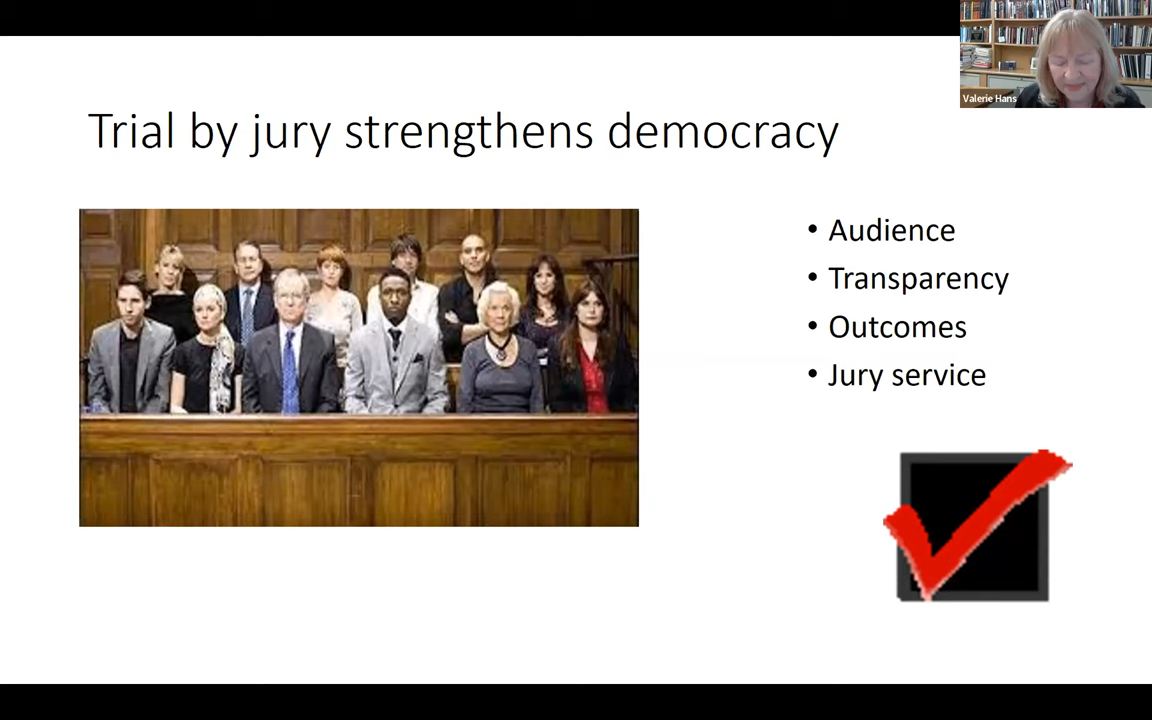 Valerie Hans
Trial by jury strengthens democracy
• Audience
• Transparency
• Outcomes
• Jury service